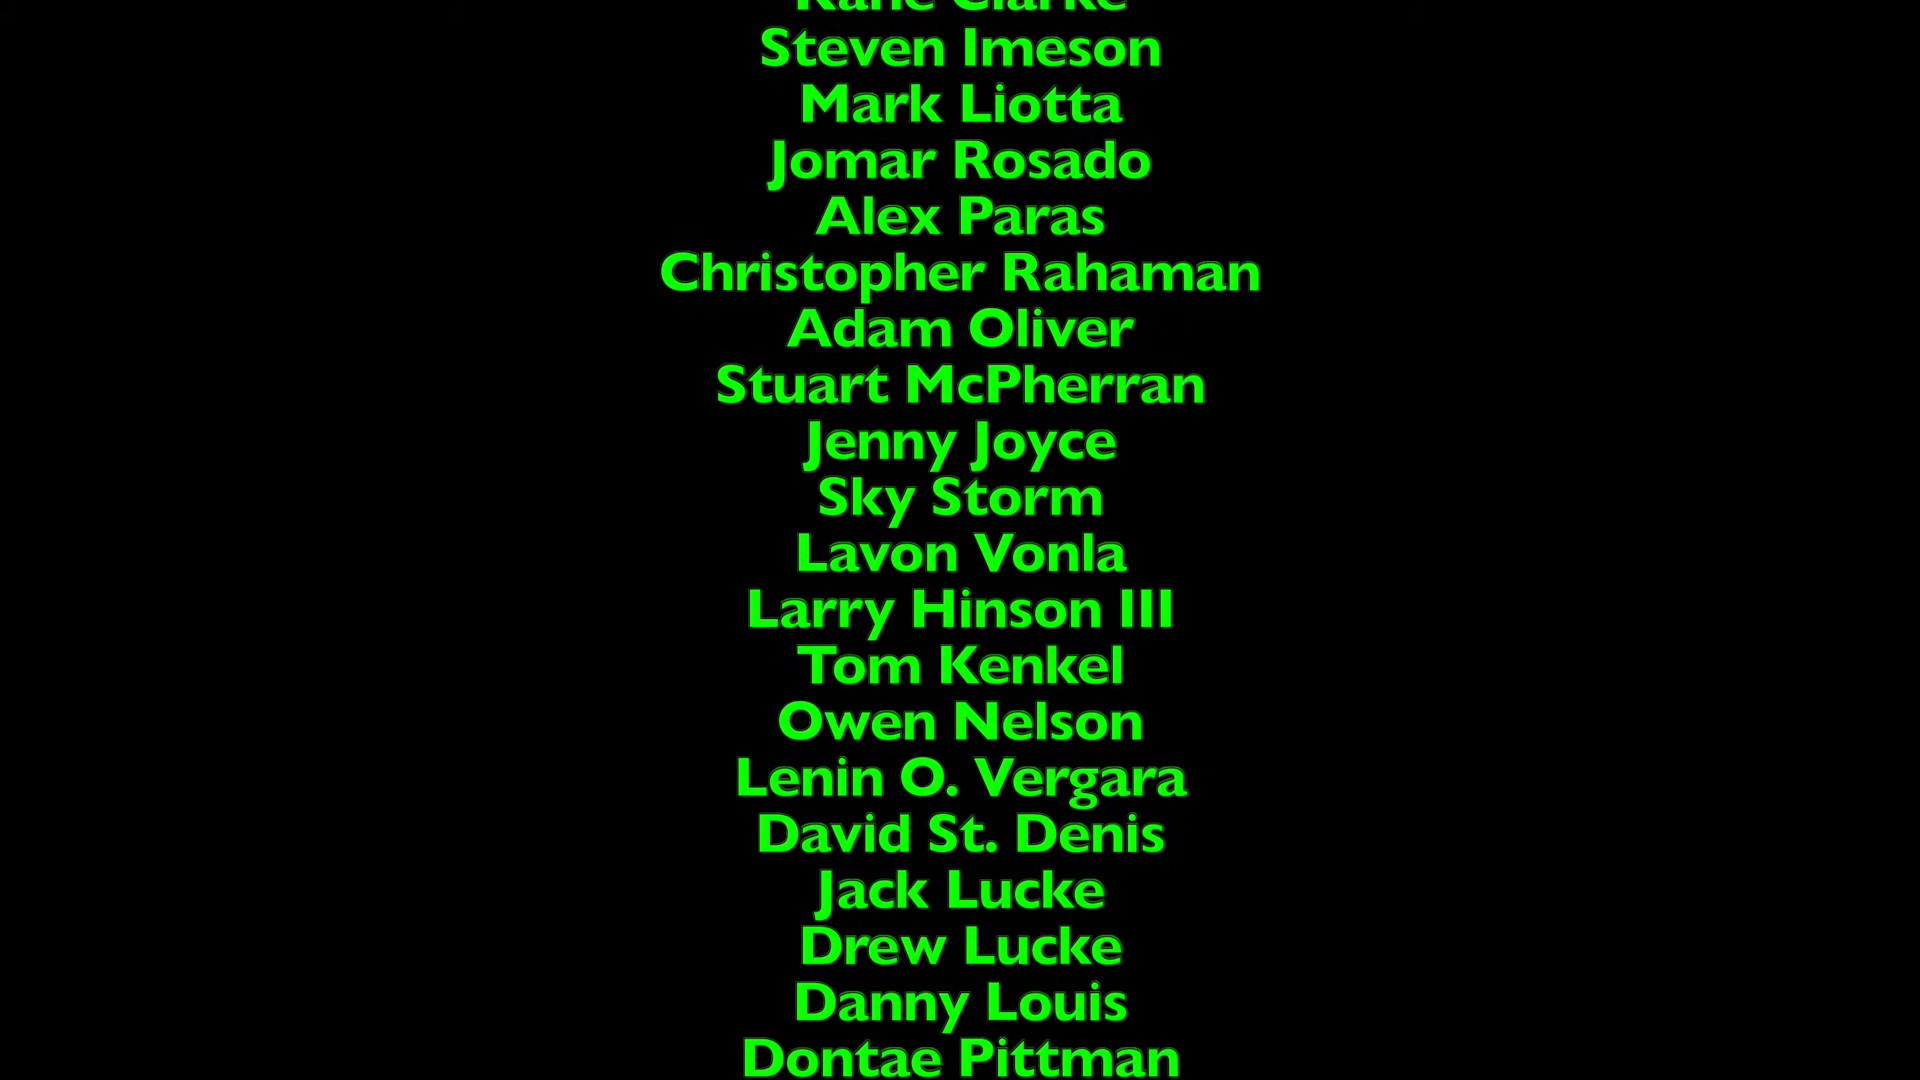 Kane Clarke
Steven Imeson
Mark Liotta
Jomar Rosado
Alex Paras
Christopher Rahaman
Adam Oliver
Stuart McPherran
Jenny Joyce
Sky Storm
Lavon Vonla
Larry Hinson III
Tom Kenkel
Owen Nelson
Lenin O. Vergara
David St. Denis
Jack Lucke
Drew Lucke
Danny Louis
Dontae Pittman